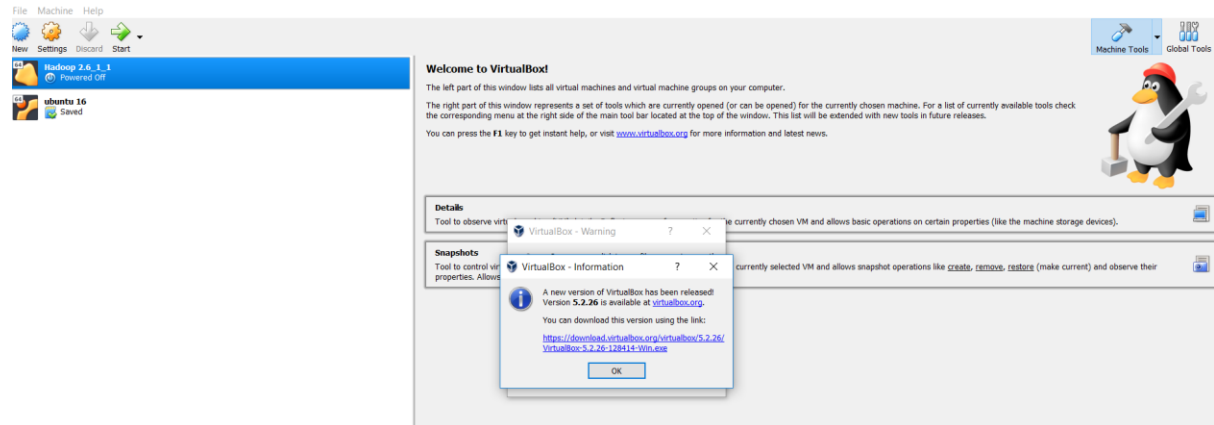 File Machine Help
New Settings Discard Start
Machine Tools
Global Tools
64
Hadoop 2.6_1_1
Powered Off
64
ubuntu 16
Saved
Welcome to VirtualBox!
The left part of this window lists all virtual machines and virtual machine groups on your computer.
The right part of this window represents a set of tools which are currently opened (or can be opened) for the currently chosen machine. For a list of currently available tools check
the corresponding menu at the right side of the main tool bar located at the top of the window. This list will be extended with new tools in future releases.
You can press the F1 key to get instant help, or visit www.virtualbox.org for more information and latest news.
Details
Tool to observe currently chosen VM and allows basic operations on certain properties (like the machine storage devices).
VirtualBox - Warning ? ×
Snapshots
Tool to control currently selected VM and allows snapshot operations like create, remove, restore (make current) and observe their
properties. Allows
VirtualBox - Information ? ×
A new version of VirtualBox has been released!
Version 5.2.26 is available at virtualbox.org.
You can download this version using the link:
https://download.virtualbox.org/virtualbox/5.2.26/
VirtualBox-5.2.26-128414-Win.exe
OK